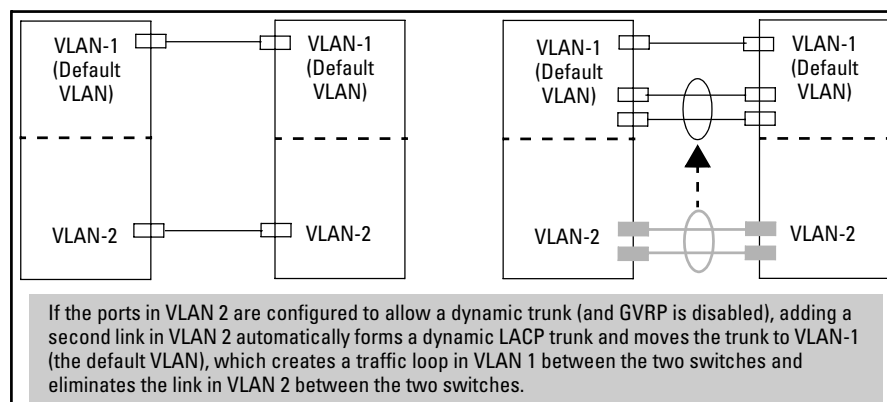 VLAN-1
(Default
VLAN)
VLAN-2
VLAN-1
(Default
VLAN)
VLAN-2
VLAN-1
(Default
VLAN)
VLAN-2
VLAN-1
(Default
VLAN)
VLAN-2
If the ports in VLAN 2 are configured to allow a dynamic trunk (and GVRP is disabled), adding a
second link in VLAN 2 automatically forms a dynamic LACP trunk and moves the trunk to VLAN-1
(the default VLAN), which creates a traffic loop in VLAN 1 between the two switches and
eliminates the link in VLAN 2 between the two switches.